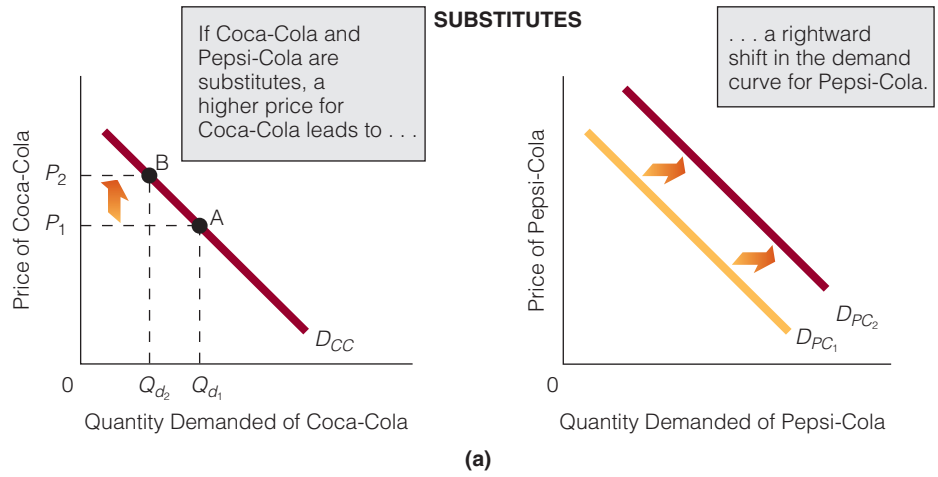 SUBSTITUTES
If Coca-Cola and
Pepsi-Cola are
substitutes, a
higher price for
Coca-Cola leads to . . .
Price of Coca-Cola
P2
P1
B
A
DCC
0
Qd2
Qd1
Quantity Demanded of Coca-Cola
. . . a rightward
shift in the demand
curve for Pepsi-Cola.
Price of Pepsi-Cola
DPC2
DPC1
0
Quantity Demanded of Pepsi-Cola
(a)